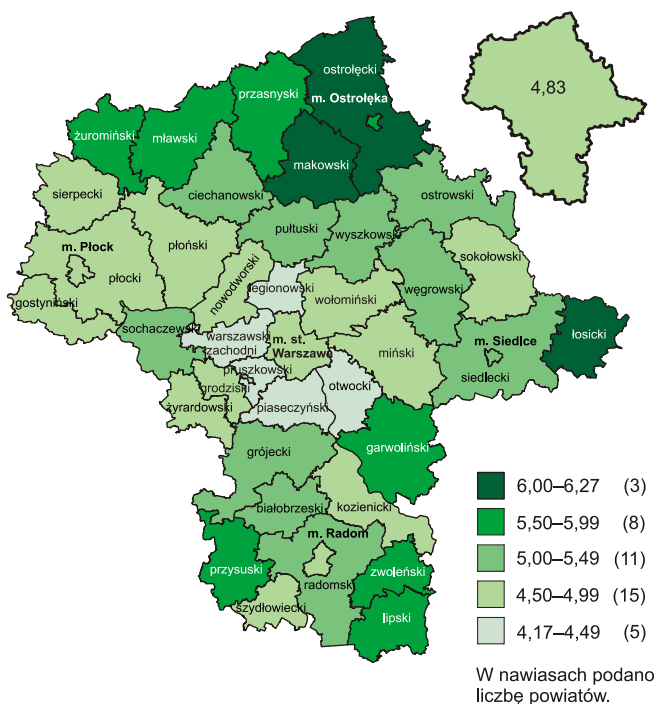 ostrołęcki
4,83
przasnyski
m. Ostrołęka
żuromiński
mławski
makowski
sierpecki
ciechanowski
ostrowski
pułtuski
wyszkowski
m. Płock
płoński
sokołowski
płocki
nowodworski
węgrowski
legionowski
gostyniński
wołomiński
sochaczewski
łosicki
warszawski
zachodni
m. st.
Warszawa
m. Siedlce
miński
pruszkowski
siedlecki
grodziski
otwocki
żyrardowski
piaseczyński
garwoliński
grójecki
białobrzeski
kozienicki
m. Radom
przysuski
zwoleński
radomski
szydłowiecki
lipski
6,00–6,27 (3)
5,50–5,99 (8)
5,00–5,49 (11)
4,50–4,99 (15)
4,17–4,49 (5)
W nawiasach podano
liczbę powiatów.